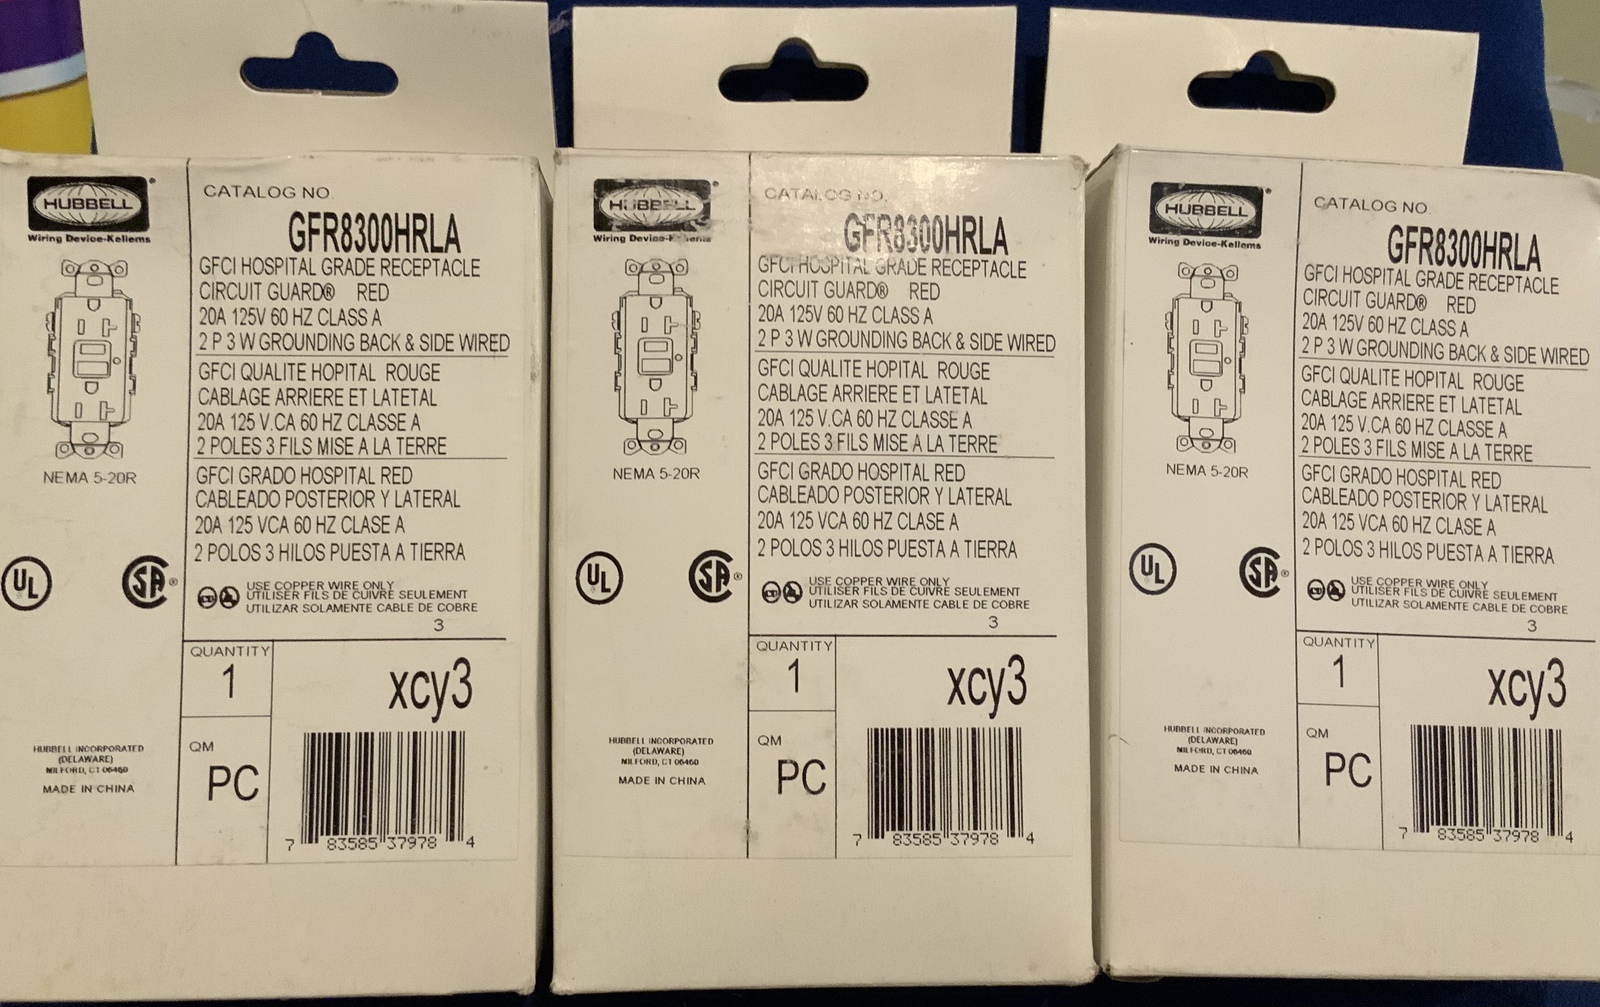 HUBBELL
Wiring Device-Kellems
NEMA 5-20R
UL
SA
HUBBELL INCORPORATED
(DELAWARE)
MILFORD, CT 06460
MADE IN CHINA
CATALOG NO.
GFR8300HRLA
GFCI HOSPITAL GRADE RECEPTACLE
CIRCUIT GUARD® RED
20A 125V 60 HZ CLASS A
2 P 3 W GROUNDING BACK & SIDE WIRED
GFCI QUALITE HOPITAL ROUGE
CABLAGE ARRIERE ET LATETAL
20A 125 V.CA 60 HZ CLASSE A
2 POLES 3 FILS MISE A LA TERRE
GFCI GRADO HOSPITAL RED
CABLEADO POSTERIOR Y LATERAL
20A 125 VCA 60 HZ CLASE A
2 POLOS 3 HILOS PUESTA A TIERRA
USE COPPER WIRE ONLY
UTILISER FILS DE CUIVRE SEULEMENT
UTILIZAR SOLAMENTE CABLE DE COBRE
3
QUANTITY
1
xcy3
QM
PC
7 83585 37978 4
HUBBELL
Wiring Device-Kellems
NEMA 5-20R
UL
SA
HUBBELL INCORPORATED
(DELAWARE)
MILFORD, CT 06460
MADE IN CHINA
CATALOG NO.
GFR8300HRLA
GFCI HOSPITAL GRADE RECEPTACLE
CIRCUIT GUARD® RED
20A 125V 60 HZ CLASS A
2 P 3 W GROUNDING BACK & SIDE WIRED
GFCI QUALITE HOPITAL ROUGE
CABLAGE ARRIERE ET LATETAL
20A 125 V.CA 60 HZ CLASSE A
2 POLES 3 FILS MISE A LA TERRE
GFCI GRADO HOSPITAL RED
CABLEADO POSTERIOR Y LATERAL
20A 125 VCA 60 HZ CLASE A
2 POLOS 3 HILOS PUESTA A TIERRA
USE COPPER WIRE ONLY
UTILISER FILS DE CUIVRE SEULEMENT
UTILIZAR SOLAMENTE CABLE DE COBRE
3
QUANTITY
1
xcy3
QM
PC
7 83585 37978 4
HUBBELL
Wiring Device-Kellems
NEMA 5-20R
UL
SA
HUBBELL INCORPORATED
(DELAWARE)
MILFORD, CT 06460
MADE IN CHINA
CATALOG NO.
GFR8300HRLA
GFCI HOSPITAL GRADE RECEPTACLE
CIRCUIT GUARD® RED
20A 125V 60 HZ CLASS A
2 P 3 W GROUNDING BACK & SIDE WIRED
GFCI QUALITE HOPITAL ROUGE
CABLAGE ARRIERE ET LATETAL
20A 125 V.CA 60 HZ CLASSE A
2 POLES 3 FILS MISE A LA TERRE
GFCI GRADO HOSPITAL RED
CABLEADO POSTERIOR Y LATERAL
20A 125 VCA 60 HZ CLASE A
2 POLOS 3 HILOS PUESTA A TIERRA
USE COPPER WIRE ONLY
UTILISER FILS DE CUIVRE SEULEMENT
UTILIZAR SOLAMENTE CABLE DE COBRE
3
QUANTITY
1
xcy3
QM
PC
7 83585 37978 4